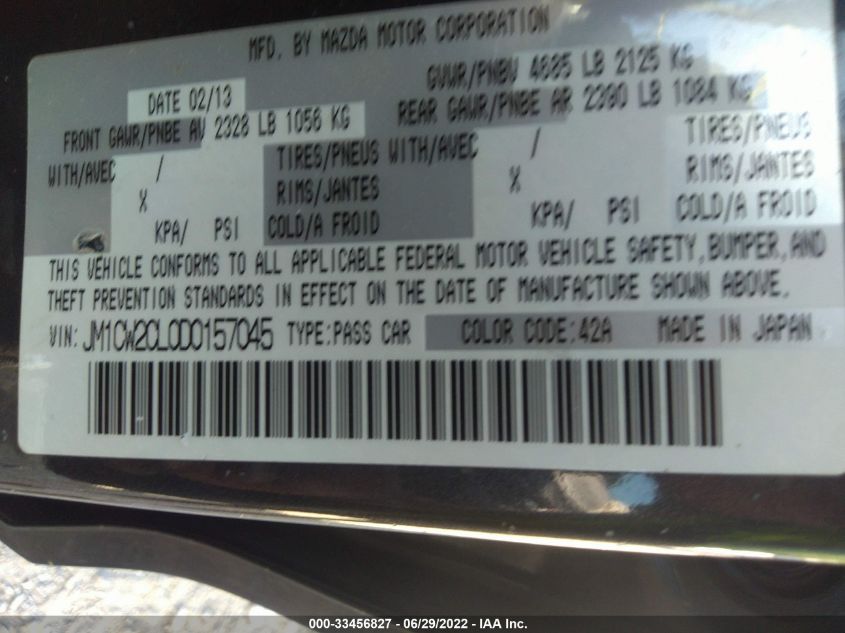 MFD. BY MAZDA MOTOR CORPORATION
DATE 02/13 GVWR/PNBV 4685 LB 2125 KG
FRONT GAWR/PNBE AV 2328 LB 1056 KG REAR GAWR/PNBE AR 2390 LB 1084 KG
WITH/AVEC / TIRES/PNEUS WITH/AVEC / TIRES/PNEUS
X RIMS/JANTES X RIMS/JANTES
KPA/ PSI COLD/A FROID KPA/ PSI COLD/A FROID
THIS VEHICLE CONFORMS TO ALL APPLICABLE FEDERAL MOTOR VEHICLE SAFETY, BUMPER, AND
THEFT PREVENTION STANDARDS IN EFFECT ON THE DATE OF MANUFACTURE SHOWN ABOVE.
VIN: JM1CW2CL0D0157045 TYPE:PASS CAR COLOR CODE:42A MADE IN JAPAN
000-33456827 - 06/29/2022 - IAA Inc.